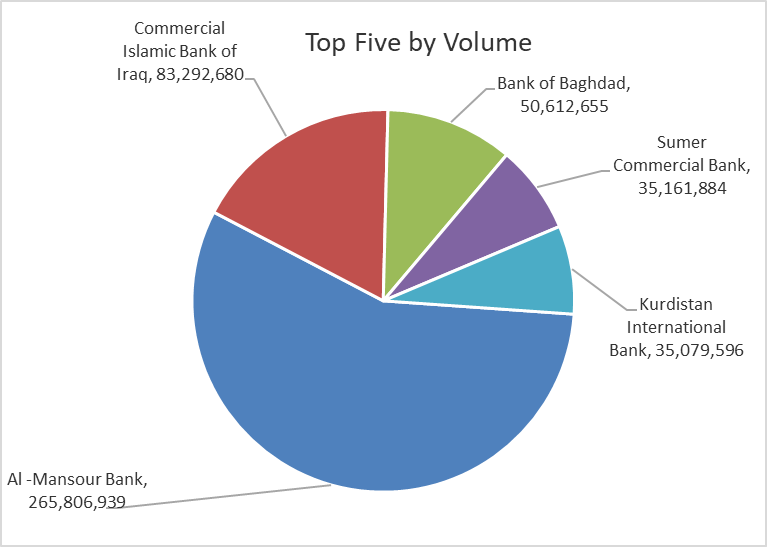 Top Five by Volume
Commercial
Islamic Bank of
Iraq, 83,292,680
Bank of Baghdad,
50,612,655
Sumer
Commercial Bank,
35,161,884
Kurdistan
International
Bank, 35,079,596
Al -Mansour Bank,
265,806,939